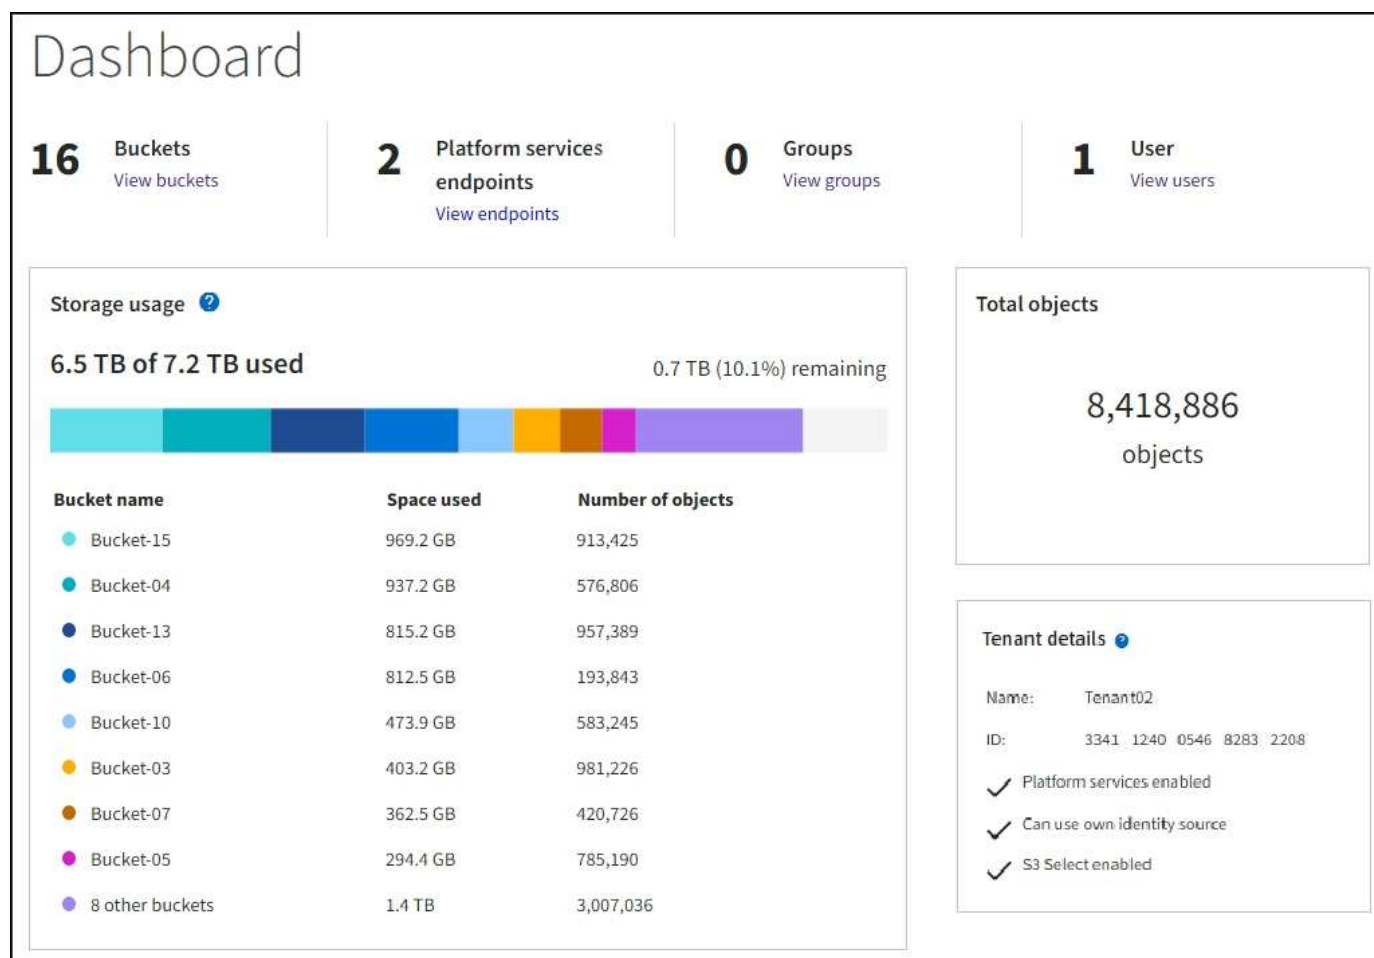 Dashboard
16 Buckets
View buckets
2 Platform services
endpoints
View endpoints
0 Groups
View groups
1 User
View users
Storage usage ?
6.5 TB of 7.2 TB used
0.7 TB (10.1%) remaining
Bucket name Space used Number of objects
Bucket-15 969.2 GB 913,425
Bucket-04 937.2 GB 576,806
Bucket-13 815.2 GB 957,389
Bucket-06 812.5 GB 193,843
Bucket-10 473.9 GB 583,245
Bucket-03 403.2 GB 981,226
Bucket-07 362.5 GB 420,726
Bucket-05 294.4 GB 785,190
8 other buckets 1.4 TB 3,007,036
Total objects
8,418,886
objects
Tenant details ?
Name: Tenant02
ID: 3341 1240 0546 8283 2208
Platform services enabled
Can use own identity source
S3 Select enabled